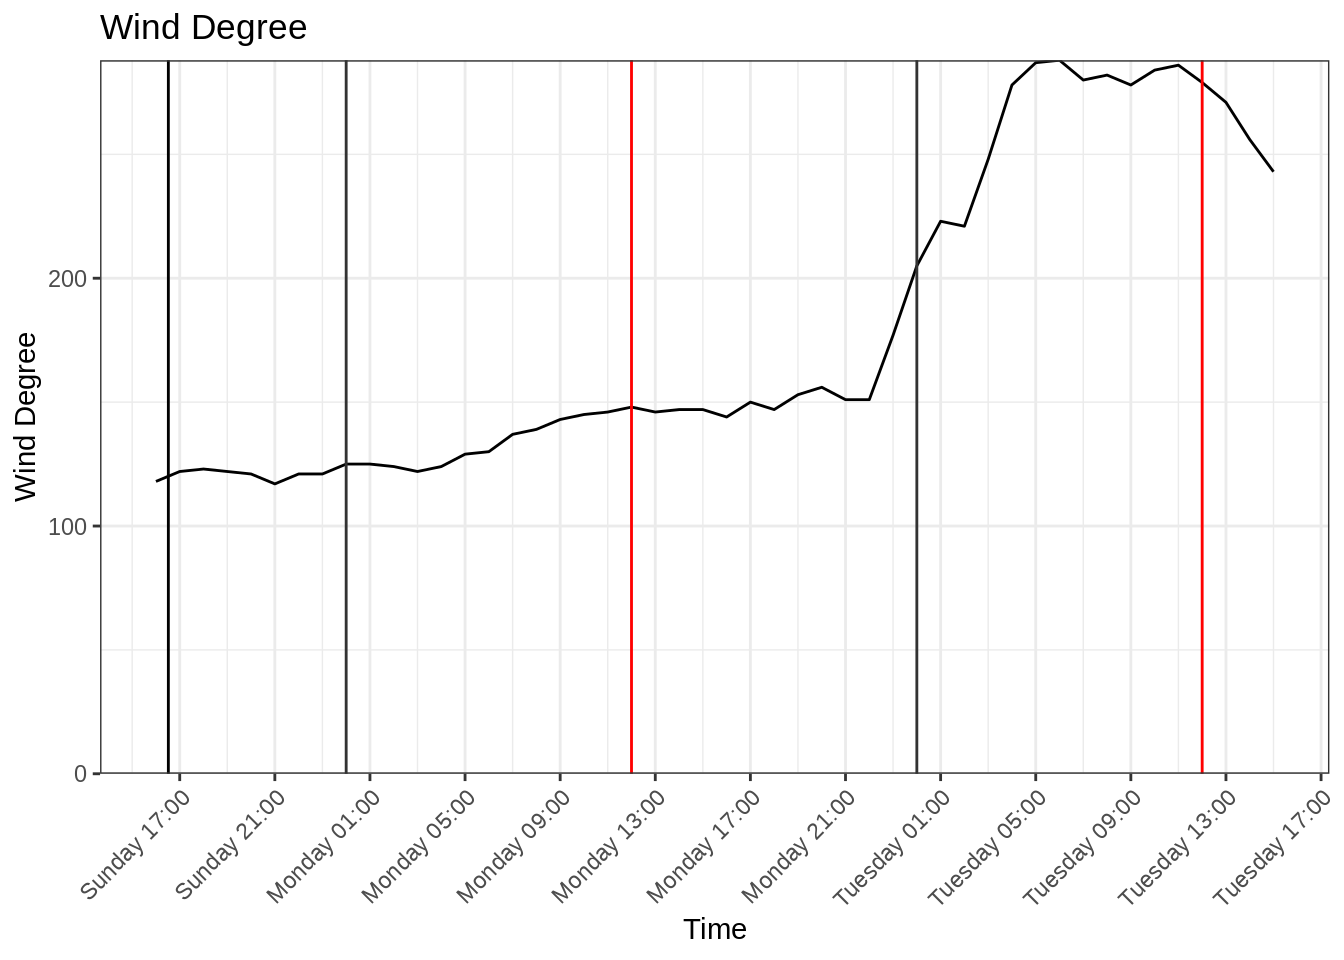 Wind Degree
Wind Degree
200
100
0
Sunday 17:00
Sunday 21:00
Monday 01:00
Monday 05:00
Monday 09:00
Monday 13:00
Monday 17:00
Monday 21:00
Tuesday 01:00
Tuesday 05:00
Tuesday 09:00
Tuesday 13:00
Tuesday 17:00
Time